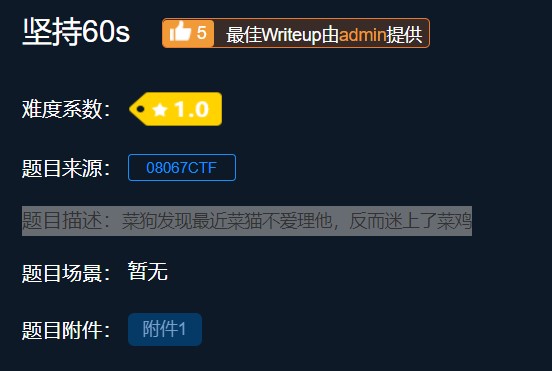 坚持60s 5 最佳Writeup由admin提供
难度系数： 1.0
题目来源： 08067CTF
题目描述：菜狗发现最近菜猫不爱理他，反而迷上了菜鸡
题目场景： 暂无
题目附件： 附件1